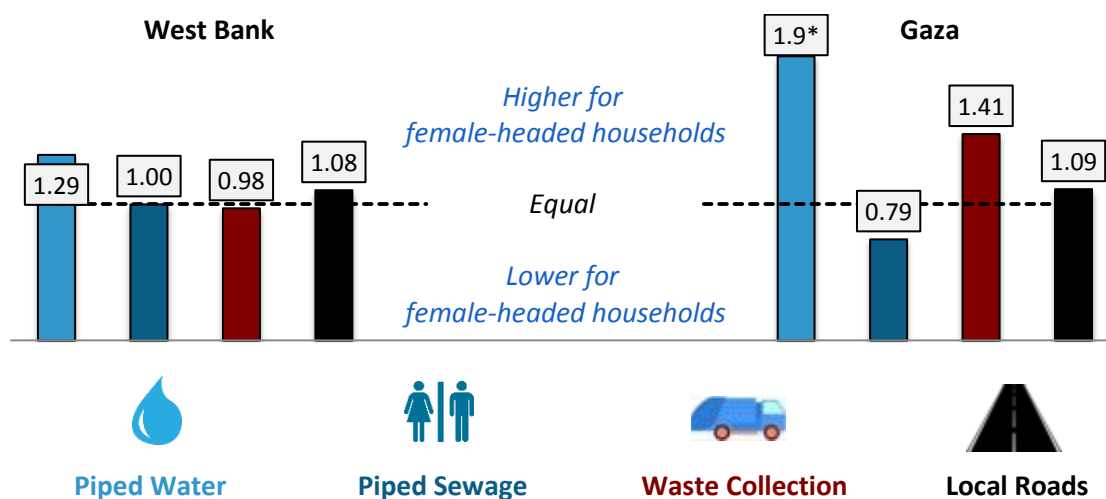 West Bank
Gaza
1.29
1.00
0.98
1.08
Higher for
female-headed households
Equal
Lower for
female-headed households
1.9*
0.79
1.41
1.09
Piped Water
Piped Sewage
Waste Collection
Local Roads